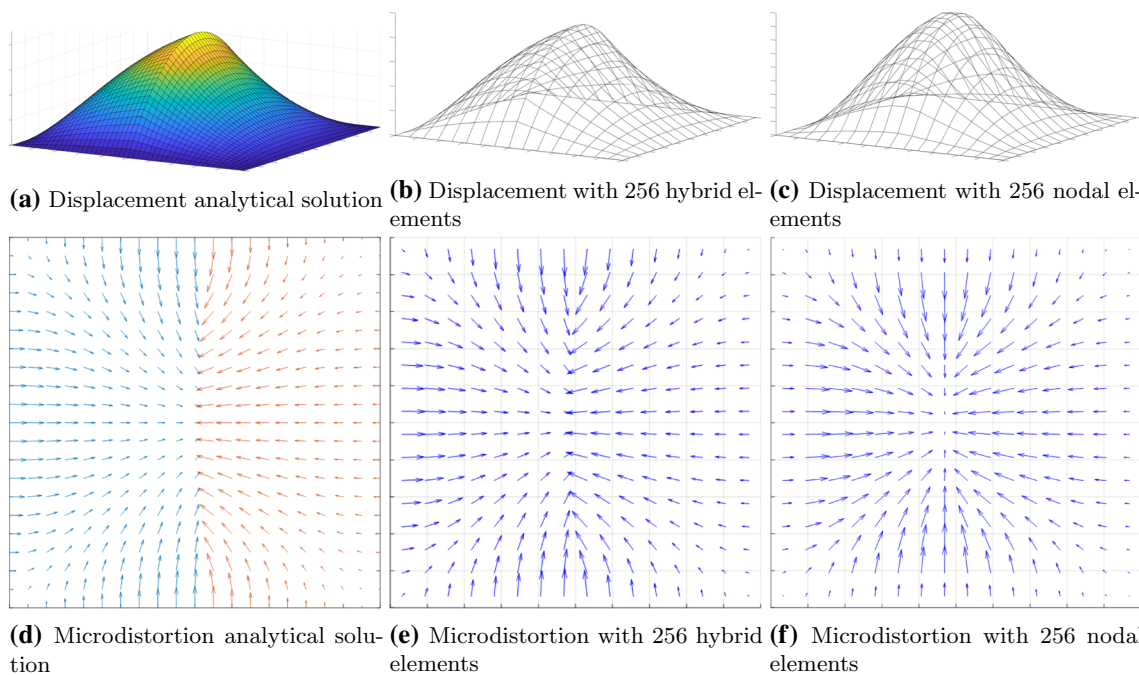 (a) Displacement analytical solution
(b) Displacement with 256 hybrid el-
ements
(c) Displacement with 256 nodal el-
ements
(d) Microdistortion analytical solu-
tion
(e) Microdistortion with 256 hybrid
elements
(f) Microdistortion with 256 nodal
elements